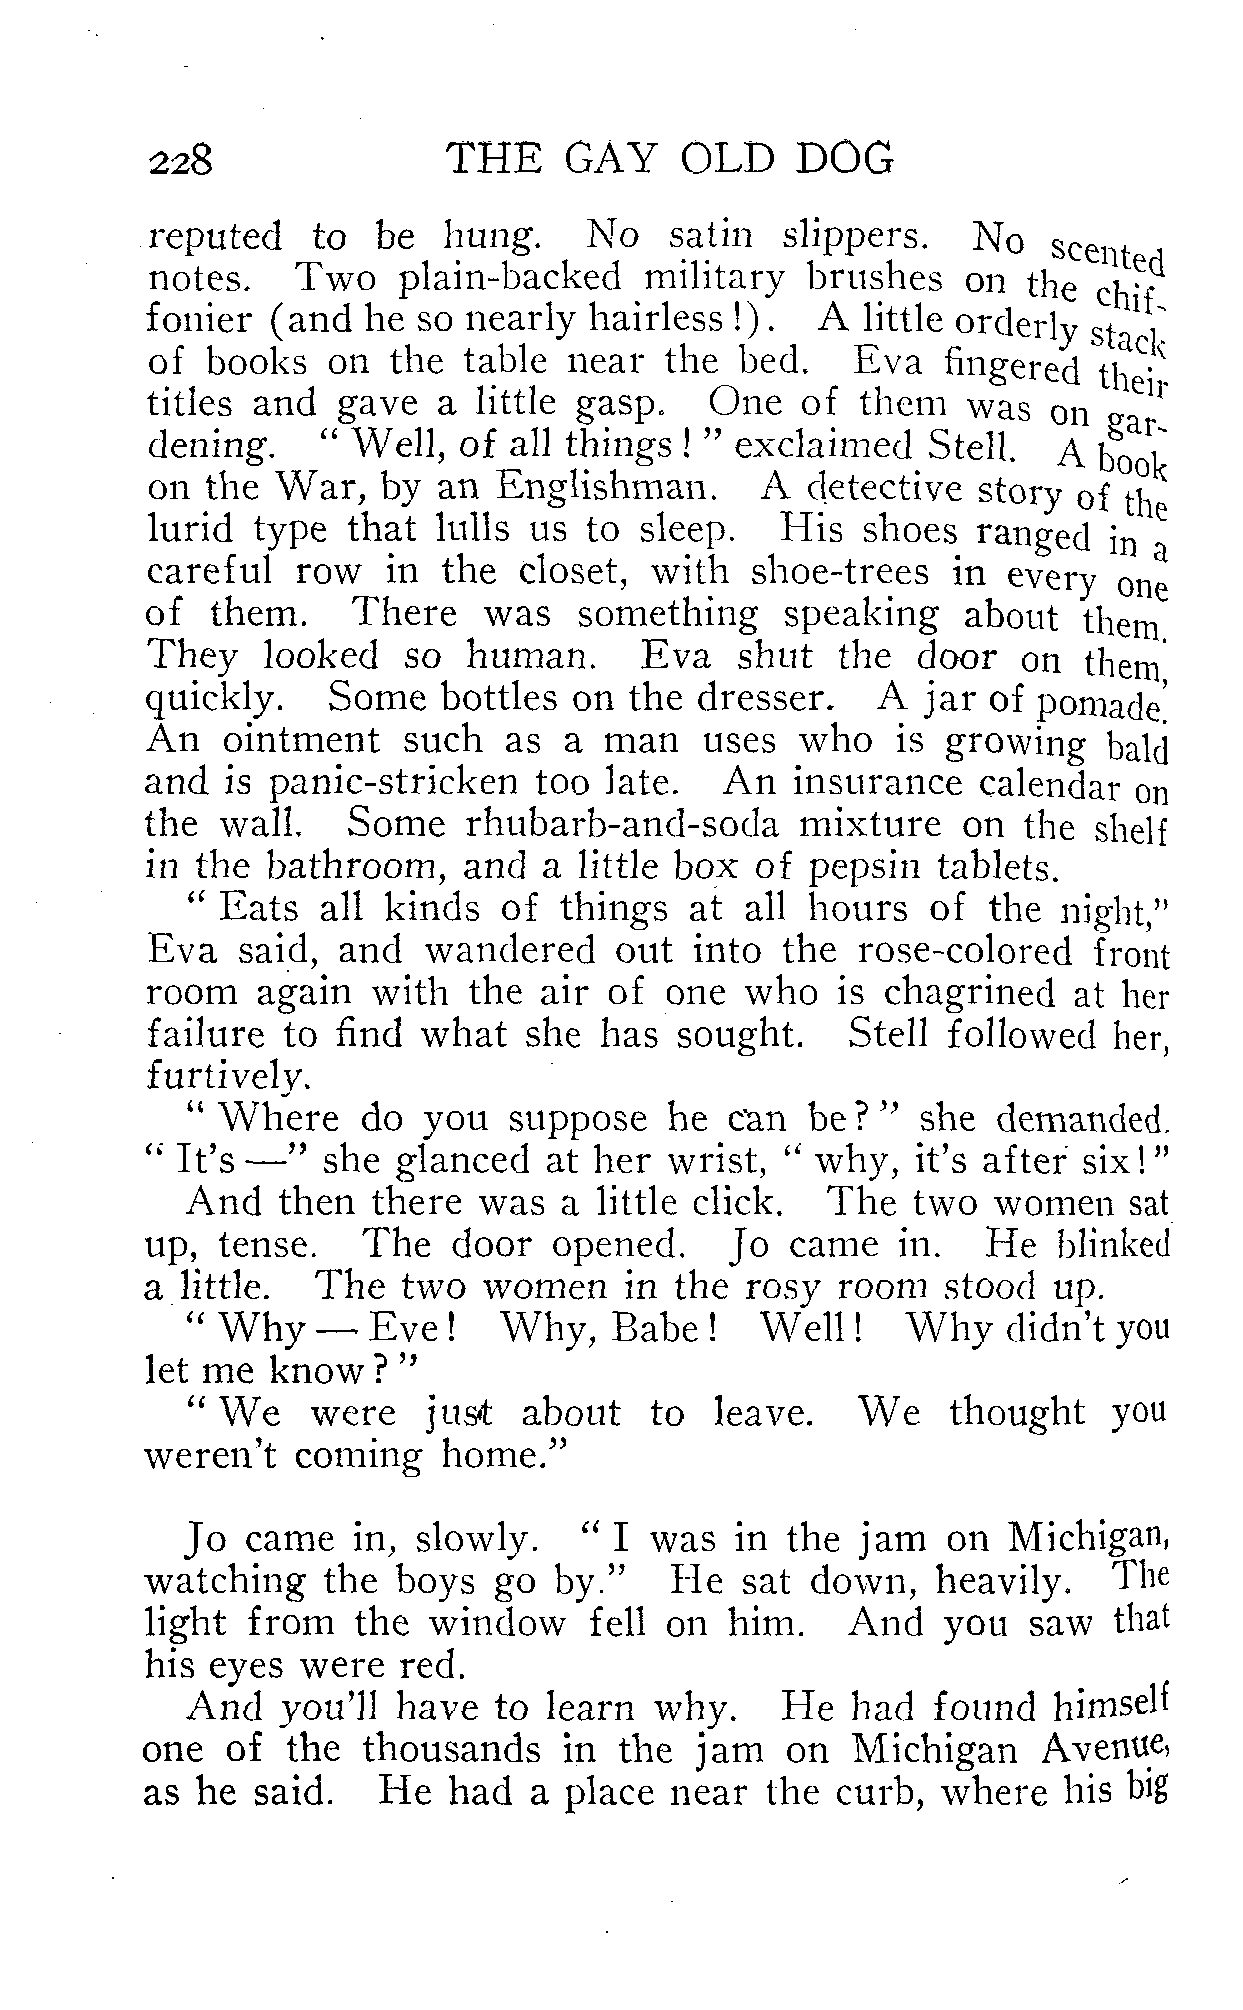 228 THE GAY OLD DOG
reputed to be hung. No satin slippers. No scented
notes. Two plain-backed military brushes on the chif-
fonier (and he so nearly hairless !). A little orderly stack
of books on the table near the bed. Eva fingered their
titles and gave a little gasp. One of them was on gar-
dening. " Well, of all things ! " exclaimed Stell. A book
on the War, by an Englishman. A detective story of the
lurid type that lulls us to sleep. His shoes ranged in a
careful row in the closet, with shoe-trees in every one
of them. There was something speaking about them.
They looked so human. Eva shut the door on them,
quickly. Some bottles on the dresser. A jar of pomade.
An ointment such as a man uses who is growing bald
and is panic-stricken too late. An insurance calendar on
the wall. Some rhubarb-and-soda mixture on the shelf
in the bathroom, and a little box of pepsin tablets.
" Eats all kinds of things at all hours of the night,"
Eva said, and wandered out into the rose-colored front
room again with the air of one who is chagrined at her
failure to find what she has sought. Stell followed her,
furtively.
" Where do you suppose he can be? " she demanded.
" It's —" she glanced at her wrist, " why, it's after six! "
And then there was a little click. The two women sat
up, tense. The door opened. Jo came in. He blinked
a little. The two women in the rosy room stood up.
" Why — Eve ! Why, Babe ! Well ! Why didn't you
let me know ? "
" We were just about to leave. We thought you
weren't coming home."
Jo came in, slowly. " I was in the jam on Michigan,
watching the boys go by." He sat down, heavily. The
light from the window fell on him. And you saw that
his eyes were red.
And you'll have to learn why. He had found himself
one of the thousands in the jam on Michigan Avenue,
as he said. He had a place near the curb, where his big